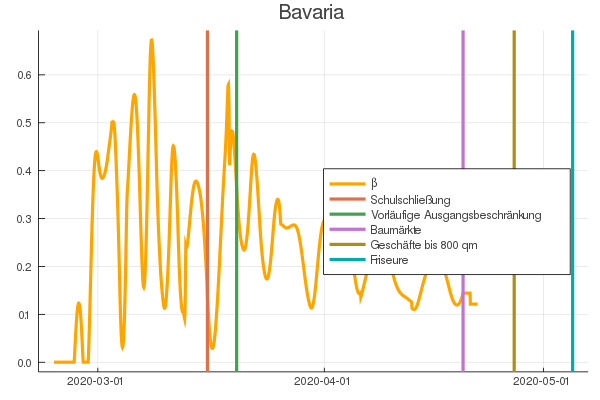 Bavaria
0.6
0.5
0.4
0.3
0.2
0.1
0.0
β
Schulschließung
Vorläufige Ausgangsbeschränkung
Baumärkte
Geschäfte bis 800 qm
Friseure
2020-03-01
2020-04-01
2020-05-01